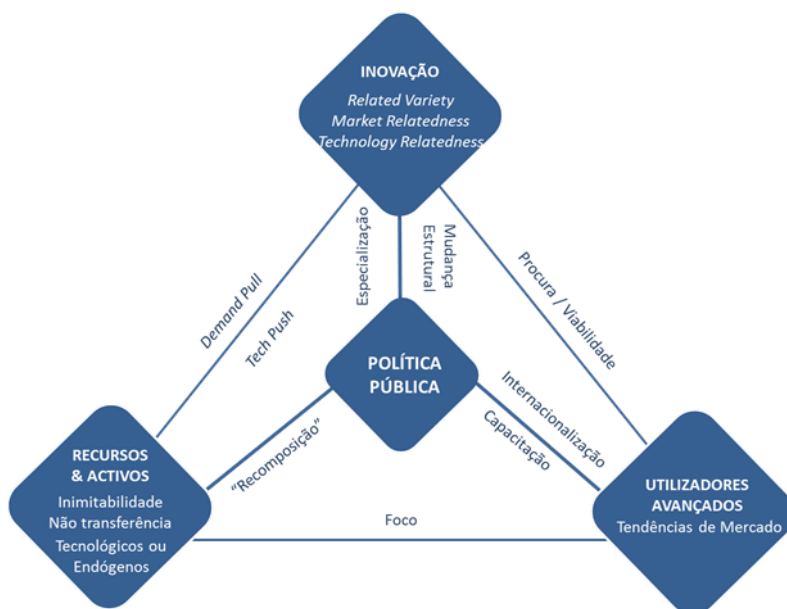 INOVAÇÃO
Related Variety
Market Relatedness
Technology Relatedness
Especialização
Mudança
Estrutural
Demand Pull
Tech Push
Procura / Viabilidade
POLÍTICA
PÚBLICA
"Recomposição"
Internacionalização
Capacitação
RECURSOS
& ACTIVOS
Inimitabilidade
Não transferência
Tecnológicos ou
Endógenos
Foco
UTILIZADORES
AVANÇADOS
Tendências de Mercado